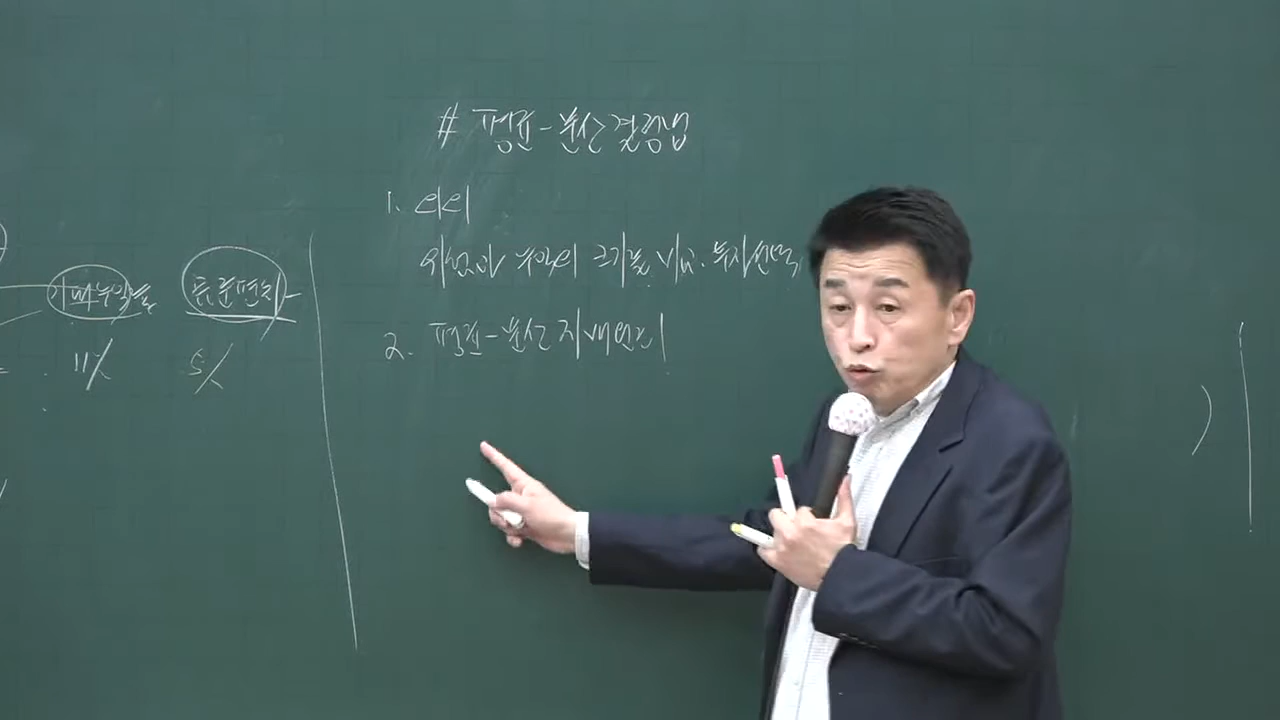 # 평균-분산결정법
1. 의의
위험과 수익의 크기를 비교. 투자선택
2. 평균-분산 지배원리
기대수익률 표준편차
11% 5%